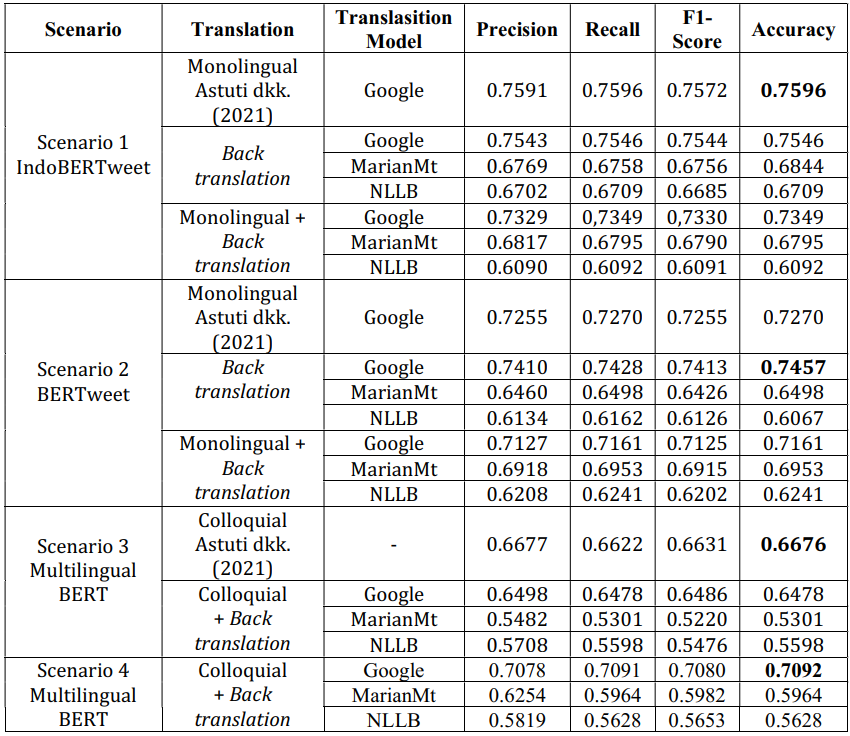 Scenario Translation Translasition Model Precision Recall F1-Score Accuracy
Scenario 1 IndoBERTweet
Monolingual Astuti dkk. (2021) Google 0.7591 0.7596 0.7572 0.7596
Back translation Google 0.7543 0.7546 0.7544 0.7546
MarianMt 0.6769 0.6758 0.6756 0.6844
NLLB 0.6702 0.6709 0.6685 0.6709
Monolingual + Back translation Google 0.7329 0,7349 0,7330 0.7349
MarianMt 0.6817 0.6795 0.6790 0.6795
NLLB 0.6090 0.6092 0.6091 0.6092
Scenario 2 BERTweet
Monolingual Astuti dkk. (2021) Google 0.7255 0.7270 0.7255 0.7270
Back translation Google 0.7410 0.7428 0.7413 0.7457
MarianMt 0.6460 0.6498 0.6426 0.6498
NLLB 0.6134 0.6162 0.6126 0.6067
Monolingual + Back translation Google 0.7127 0.7161 0.7125 0.7161
MarianMt 0.6918 0.6953 0.6915 0.6953
NLLB 0.6208 0.6241 0.6202 0.6241
Scenario 3 Multilingual BERT
Colloquial Astuti dkk. (2021) - 0.6677 0.6622 0.6631 0.6676
Colloquial + Back translation Google 0.6498 0.6478 0.6486 0.6478
MarianMt 0.5482 0.5301 0.5220 0.5301
NLLB 0.5708 0.5598 0.5476 0.5598
Scenario 4 Multilingual BERT
Colloquial + Back translation Google 0.7078 0.7091 0.7080 0.7092
MarianMt 0.6254 0.5964 0.5982 0.5964
NLLB 0.5819 0.5628 0.5653 0.5628